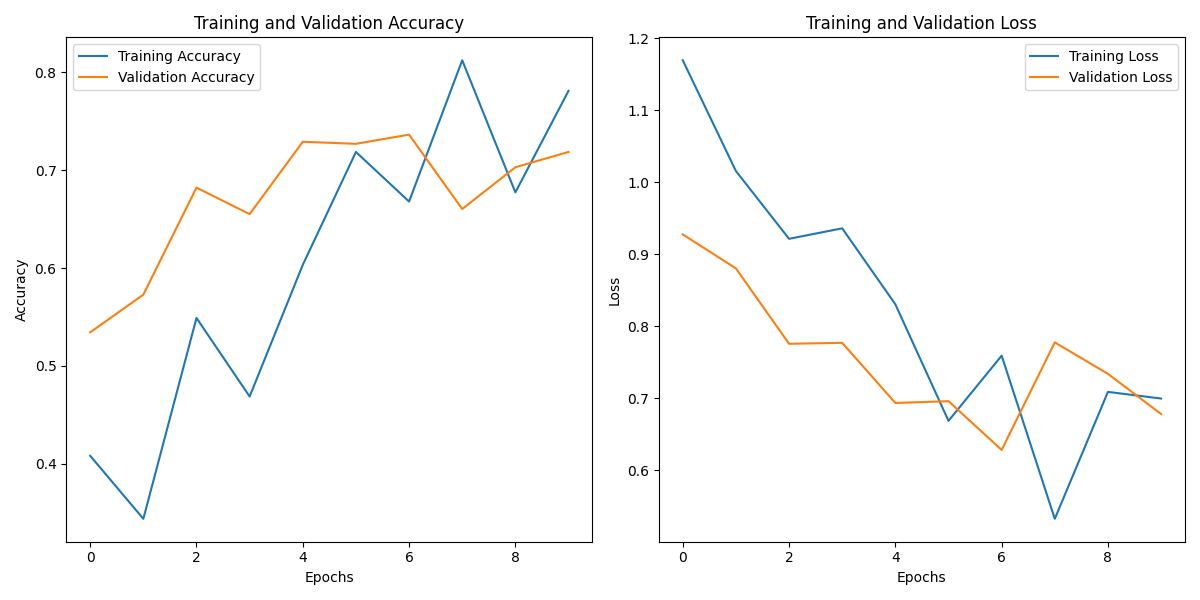 Training and Validation Accuracy
Training Accuracy
Validation Accuracy
0.8
0.7
0.6
0.5
0.4
Accuracy
0 2 4 6 8
Epochs
Training and Validation Loss
Training Loss
Validation Loss
1.2
1.1
1.0
0.9
0.8
0.7
0.6
Loss
0 2 4 6 8
Epochs